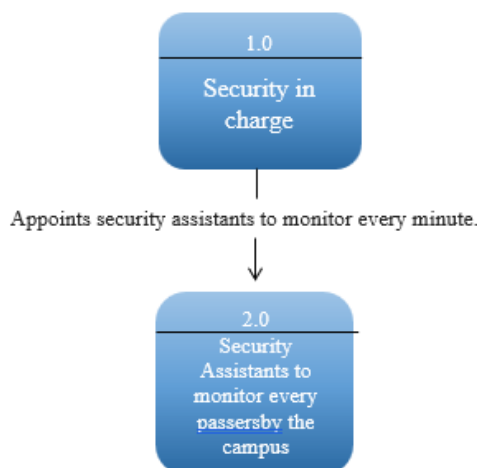 1.0
Security in
charge
Appoints security assistants to monitor every minute.
2.0
Security
Assistants to
monitor every
passersby the
campus